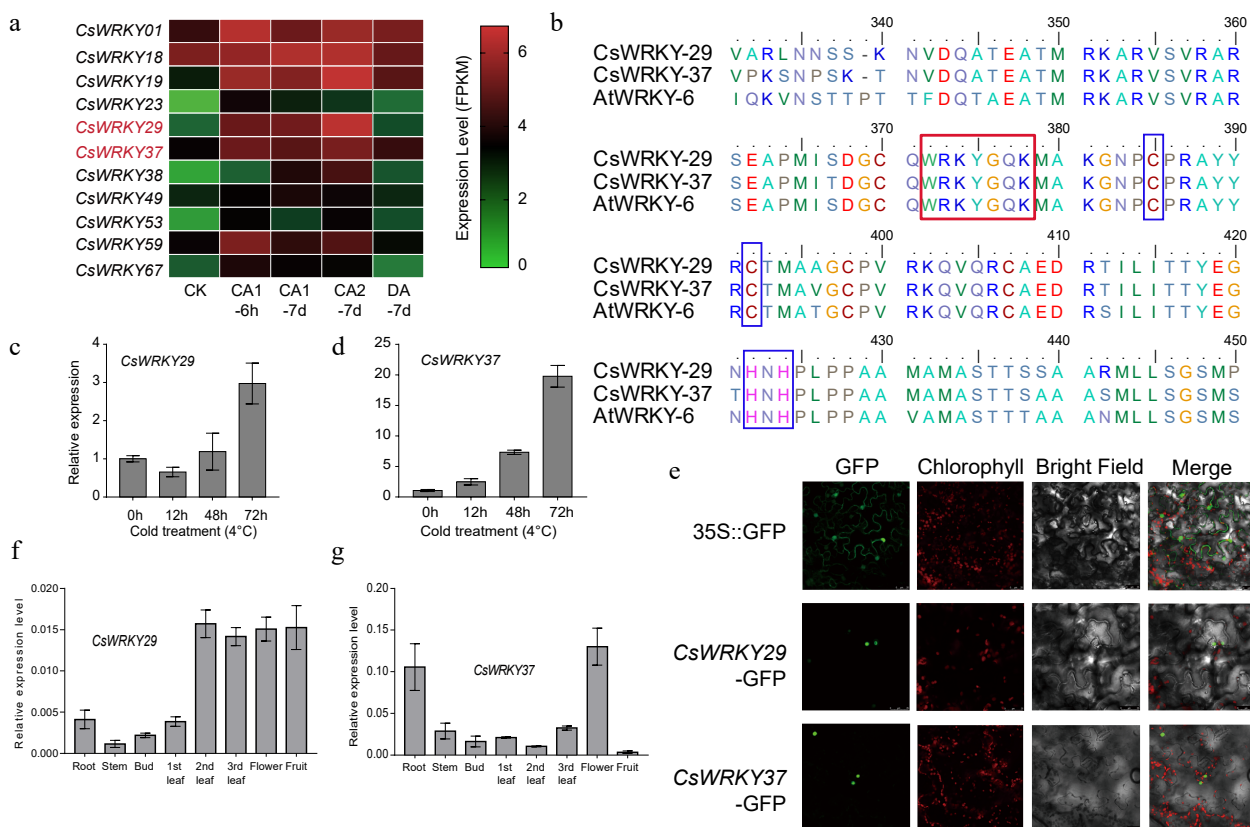 a
CsWRKY01
CsWRKY18
CsWRKY19
CsWRKY23
CsWRKY29
CsWRKY37
CsWRKY38
CsWRKY49
CsWRKY53
CsWRKY59
CsWRKY67
CK
CA1 -6h
CA1 -7d
CA2 -7d
DA -7d
Expression Level (FPKM)
6
4
2
0
b
340 350 360
CsWRKY-29 VARLNNSS-K NVDQATEATM RKARVSVRAR
CsWRKY-37 VPKSNPSK-T NVDQATEATM RKARVSVRAR
AtWRKY-6 IQKVNSTTPT TFDQTAEATM RKARVSVRAR
370 380 390
CsWRKY-29 SEAPMISDGC QWRKYGQKMA KGNPCPRAYY
CsWRKY-37 SEAPMITDGC QWRKYGQKMA KGNPCPRAYY
AtWRKY-6 SEAPMISDGC QWRKYGQKMA KGNPCPRAYY
400 410 420
CsWRKY-29 RCTMAAGCPV RKQVQRCAED RTILITTYEG
CsWRKY-37 RCTMAVGCPV RKQVQRCAED RTILITTYEG
AtWRKY-6 RCTMATGCPV RKQVQRCAED RSILITTYEG
430 440 450
CsWRKY-29 NHNHPLPPAA MAMASTTSSA ARMLLSGSMP
CsWRKY-37 THNHPLPPAA MAMASTTSAA ASMLLSGSMS
AtWRKY-6 NHNHPLPPAA VAMASTTTAA ANMLLSGSMS
c
CsWRKY29
Relative expression
4
3
2
1
0
0h 12h 48h 72h
Cold treatment (4°C)
d
CsWRKY37
25
20
15
10
5
0
0h 12h 48h 72h
Cold treatment (4°C)
e
GFP Chlorophyll Bright Field Merge
35S::GFP
CsWRKY29
-GFP
CsWRKY37
-GFP
f
CsWRKY29
Relative expression level
0.020
0.015
0.010
0.005
0.000
Root Stem Bud 1st leaf 2nd leaf 3rd leaf Flower Fruit
g
CsWRKY37
Relative expression level
0.20
0.15
0.10
0.05
0.00
Root Stem Bud 1st leaf 2nd leaf 3rd leaf Flower Fruit